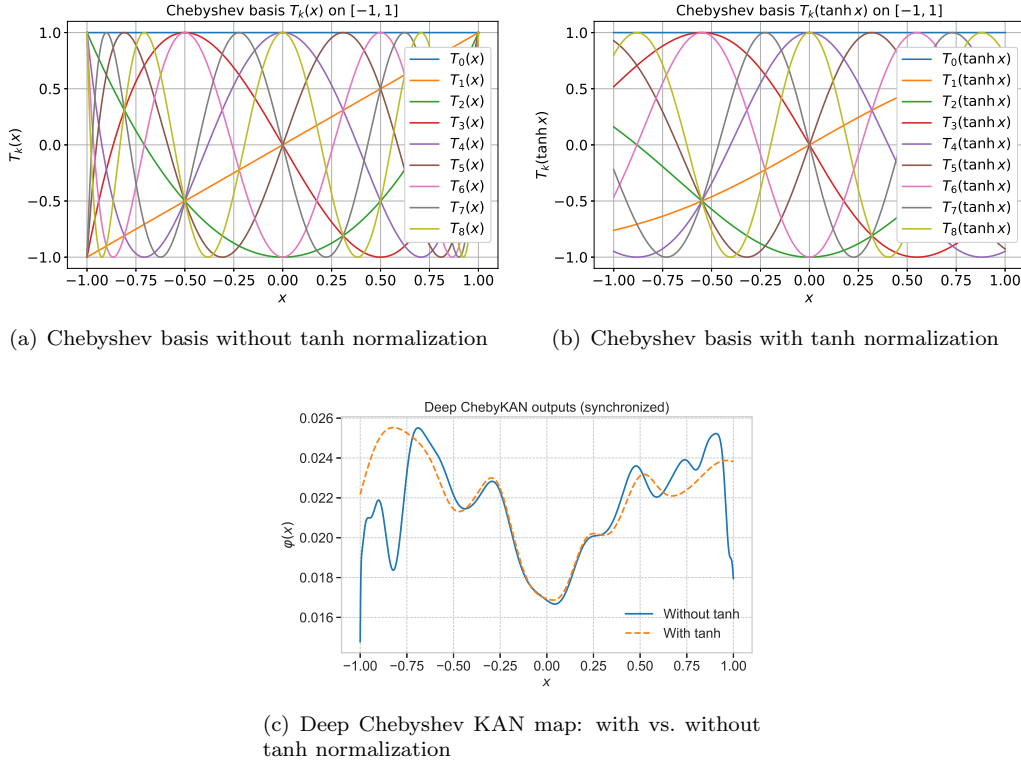 Chebyshev basis T_k(x) on [−1, 1]
T_k(x)
1.0
0.5
0.0
−0.5
−1.0
T_0(x)
T_1(x)
T_2(x)
T_3(x)
T_4(x)
T_5(x)
T_6(x)
T_7(x)
T_8(x)
−1.00 −0.75 −0.50 −0.25 0.00 0.25 0.50 0.75 1.00
x
(a) Chebyshev basis without tanh normalization
Chebyshev basis T_k(tanh x) on [−1, 1]
T_k(tanh x)
1.0
0.5
0.0
−0.5
−1.0
T_0(tanh x)
T_1(tanh x)
T_2(tanh x)
T_3(tanh x)
T_4(tanh x)
T_5(tanh x)
T_6(tanh x)
T_7(tanh x)
T_8(tanh x)
−1.00 −0.75 −0.50 −0.25 0.00 0.25 0.50 0.75 1.00
x
(b) Chebyshev basis with tanh normalization
Deep ChebyKAN outputs (synchronized)
φ(x)
0.026
0.024
0.022
0.020
0.018
0.016
Without tanh
With tanh
−1.00 −0.75 −0.50 −0.25 0.00 0.25 0.50 0.75 1.00
x
(c) Deep Chebyshev KAN map: with vs. without
tanh normalization